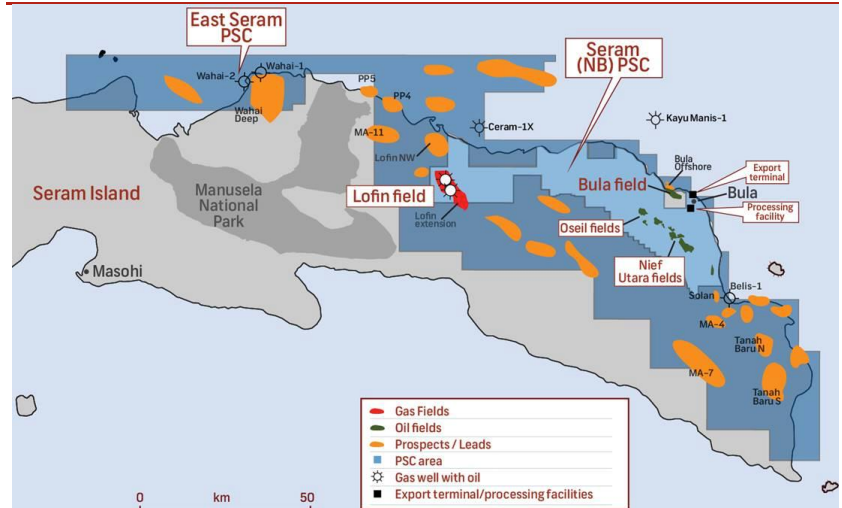 East Seram
PSC
Seram
(NB) PSC
Wahai-2
Wahai-1
Wahai
Deep
PP5
PP4
MA-11
Lofin NW
Ceram-1X
Kayu Manis-1
Bula
Offshore
Export
terminal
Bula field
Bula
Processing
facility
Seram Island
Manusela
National
Park
Lofin field
Lofin
extension
Oseil fields
Nief
Utara fields
Masohi
Solan
Belis-1
MA-4
Tanah
Baru N
MA-7
Tanah
Baru S
Gas Fields
Oil fields
Prospects / Leads
PSC area
Gas well with oil
Export terminal/processing facilities
0 km 50